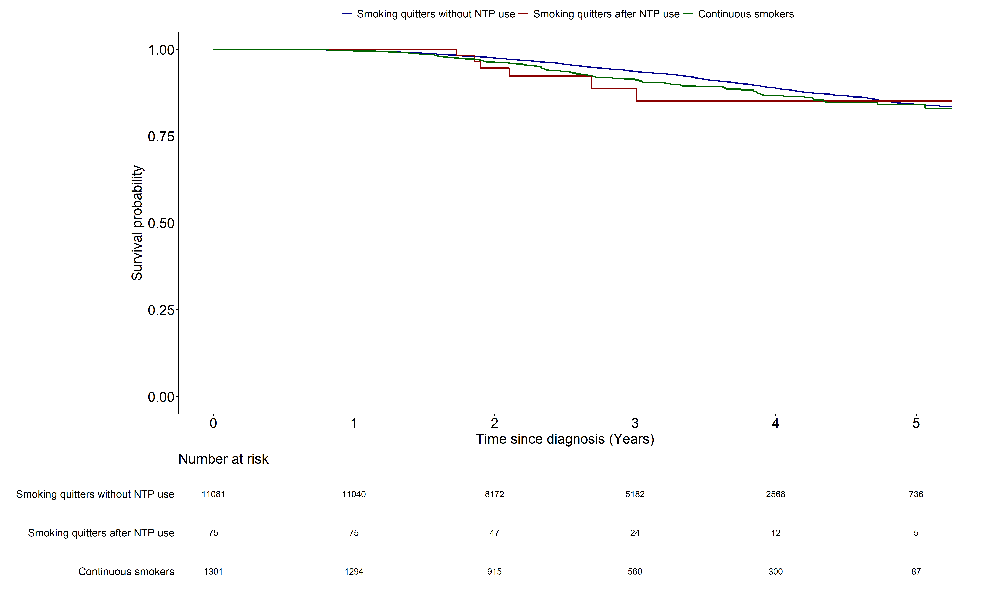 Smoking quitters without NTP use Smoking quitters after NTP use Continuous smokers
1.00
0.75
0.50
0.25
0.00
Survival probability
0 1 2 3 4 5
Time since diagnosis (Years)
Number at risk
Smoking quitters without NTP use 11081 11040 8172 5182 2568 736
Smoking quitters after NTP use 75 75 47 24 12 5
Continuous smokers 1301 1294 915 560 300 87